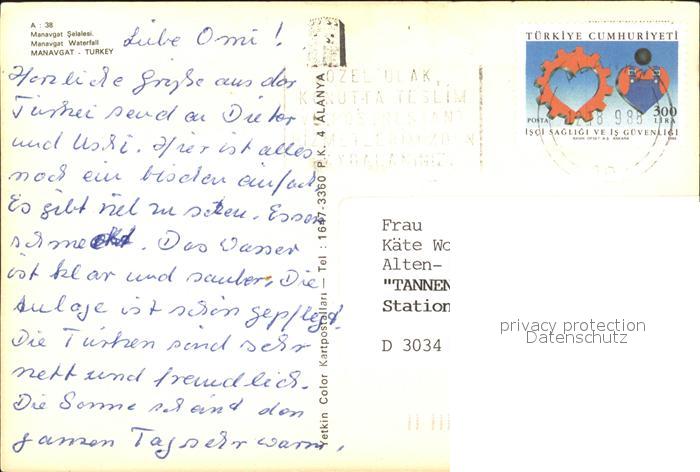 A : 38
Manavgat Şelalesi.
Manavgat Waterfall
MANAVGAT - TURKEY
Liebe Omi !
Herzliche Grüße aus der
Türkei send
Dieter
und Uschi. Hier ist alles
noch ein bischen einfach
Es gibt viel zu sehen. Essen
schmeckt. Das Wasser
ist klar und sauber. Die
Anlage ist schön gepflegt.
Die Türken sind sehr
nett und freundlich.
Die Sonne scheint den
ganzen Tag sehr warm.
Yetkin Color Kartpostalları — Tel : 1647-3360 P.K. 4 ALANYA
ÖZEL ULAK
TESLİM
TÜRKİYE CUMHURİYETİ
POSTA
300
LİRA
İŞÇİ SAĞLIĞI VE İŞ GÜVENLİĞİ
Frau
Käte Wo
Alten-
"TANNEN
Station
D 3034
privacy protection
Datenschutz